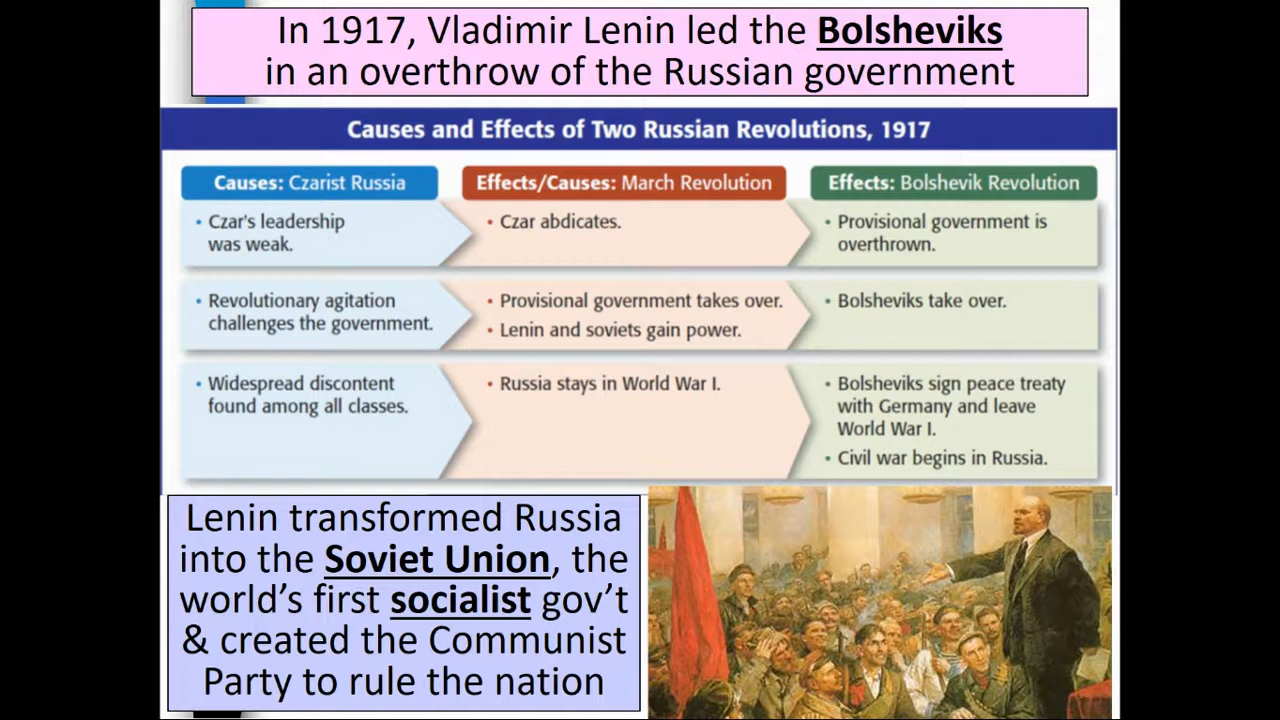 In 1917, Vladimir Lenin led the Bolsheviks
in an overthrow of the Russian government
Causes and Effects of Two Russian Revolutions, 1917
Causes: Czarist Russia
• Czar's leadership
was weak.
• Revolutionary agitation
challenges the government.
• Widespread discontent
found among all classes.
Effects/Causes: March Revolution
• Czar abdicates.
• Provisional government takes over.
• Lenin and soviets gain power.
• Russia stays in World War I.
Effects: Bolshevik Revolution
• Provisional government is
overthrown.
• Bolsheviks take over.
• Bolsheviks sign peace treaty
with Germany and leave
World War I.
• Civil war begins in Russia.
Lenin transformed Russia
into the Soviet Union, the
world's first socialist gov't
& created the Communist
Party to rule the nation